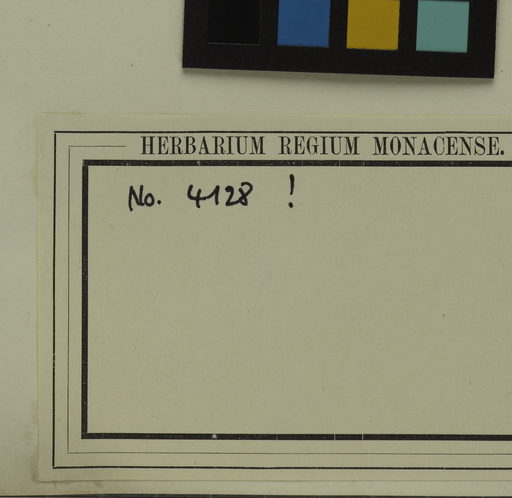 HERBARIUM REGIUM MONACENSE.
No. 4128 !